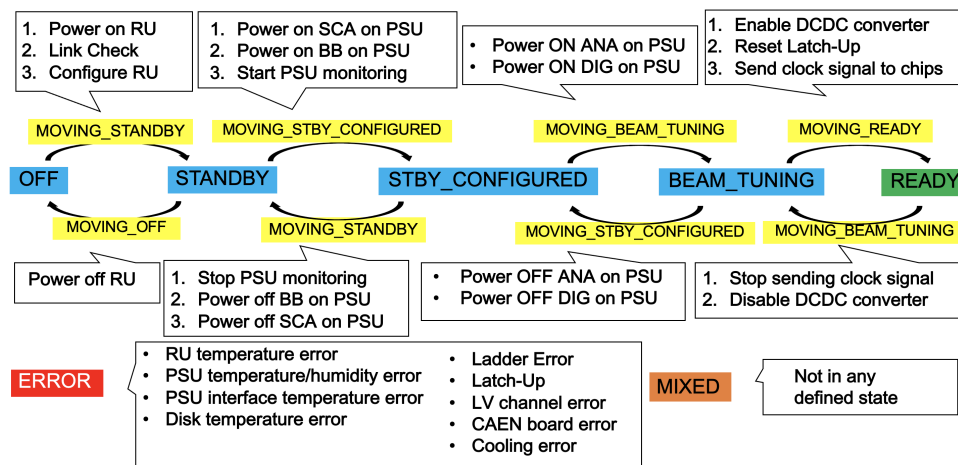 1. Power on RU
2. Link Check
3. Configure RU
1. Power on SCA on PSU
2. Power on BB on PSU
3. Start PSU monitoring
• Power ON ANA on PSU
• Power ON DIG on PSU
1. Enable DCDC converter
2. Reset Latch-Up
3. Send clock signal to chips
MOVING_STANDBY
MOVING_STBY_CONFIGURED
MOVING_BEAM_TUNING
MOVING_READY
OFF
STANDBY
STBY_CONFIGURED
BEAM_TUNING
READY
MOVING_OFF
MOVING_STANDBY
MOVING_STBY_CONFIGURED
MOVING_BEAM_TUNING
Power off RU
1. Stop PSU monitoring
2. Power off BB on PSU
3. Power off SCA on PSU
• Power OFF ANA on PSU
• Power OFF DIG on PSU
1. Stop sending clock signal
2. Disable DCDC converter
ERROR
• RU temperature error
• PSU temperature/humidity error
• PSU interface temperature error
• Disk temperature error
• Ladder Error
• Latch-Up
• LV channel error
• CAEN board error
• Cooling error
MIXED
Not in any
defined state